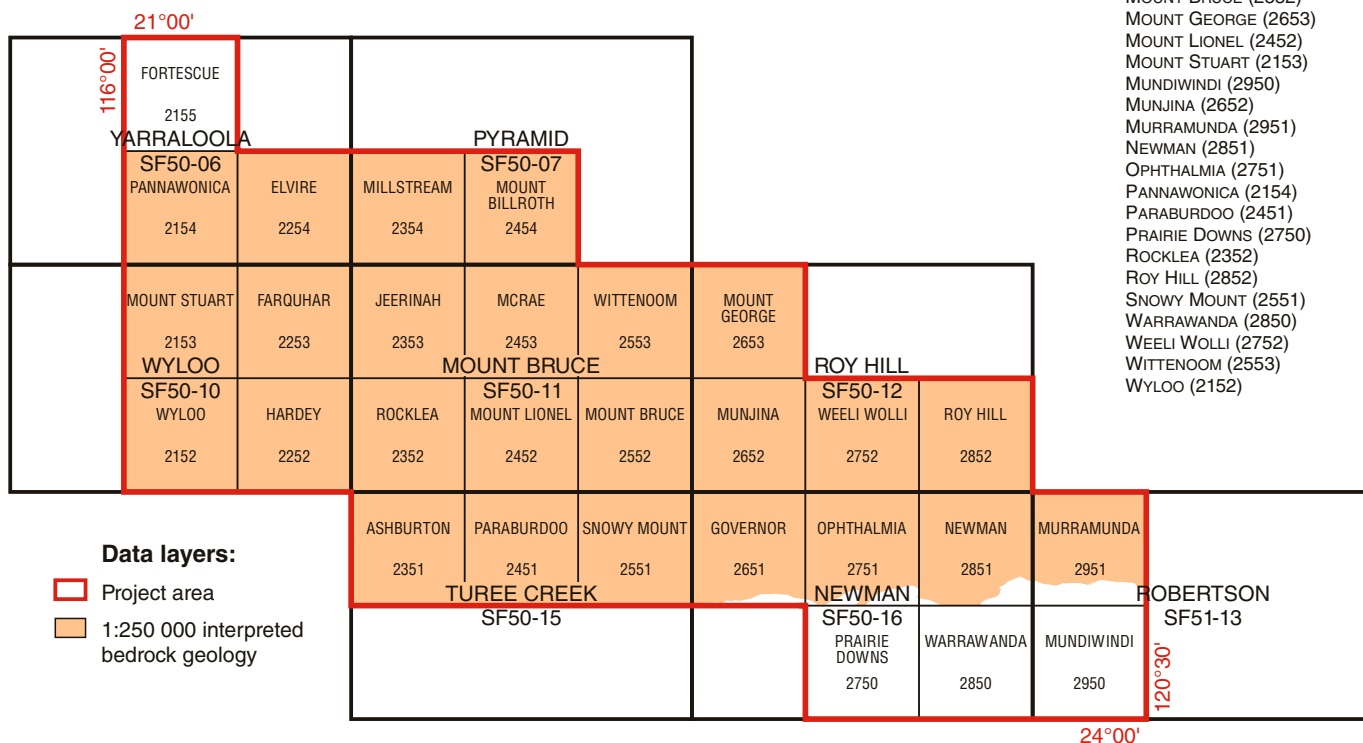 21°00'
116°00'
FORTESCUE
2155
YARRALOOLA
SF50-06
PYRAMID
SF50-07
PANNAWONICA
2154
ELVIRE
2254
MILLSTREAM
2354
MOUNT
BILLROTH
2454
MOUNT STUART
2153
FARQUHAR
2253
JEERINAH
2353
MCRAE
2453
WITTENOOM
2553
MOUNT
GEORGE
2653
WYLOO
SF50-10
MOUNT BRUCE
SF50-11
ROY HILL
SF50-12
WYLOO
2152
HARDEY
2252
ROCKLEA
2352
MOUNT LIONEL
2452
MOUNT BRUCE
2552
MUNJINA
2652
WEELI WOLLI
2752
ROY HILL
2852
ASHBURTON
2351
PARABURDOO
2451
SNOWY MOUNT
2551
GOVERNOR
2651
OPHTHALMIA
2751
NEWMAN
2851
MURRAMUNDA
2951
TUREE CREEK
SF50-15
NEWMAN
SF50-16
ROBERTSON
SF51-13
PRAIRIE
DOWNS
2750
WARRAWANDA
2850
MUNDIWINDI
2950
120°30'
24°00'
Data layers:
Project area
1:250 000 interpreted
bedrock geology
MOUNT GEORGE (2653)
MOUNT LIONEL (2452)
MOUNT STUART (2153)
MUNDIWINDI (2950)
MUNJINA (2652)
MURRAMUNDA (2951)
NEWMAN (2851)
OPHTHALMIA (2751)
PANNAWONICA (2154)
PARABURDOO (2451)
PRAIRIE DOWNS (2750)
ROCKLEA (2352)
ROY HILL (2852)
SNOWY MOUNT (2551)
WARRAWANDA (2850)
WEELI WOLLI (2752)
WITTENOOM (2553)
WYLOO (2152)